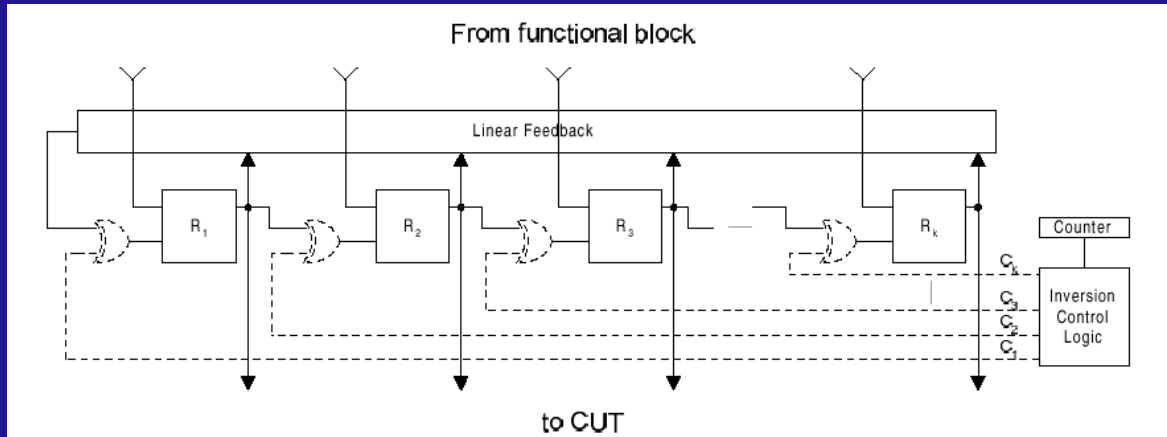 From functional block
Linear Feedback
R1
R2
R3
Rk
Counter
Ck
C3
C2
C1
Inversion
Control
Logic
to CUT